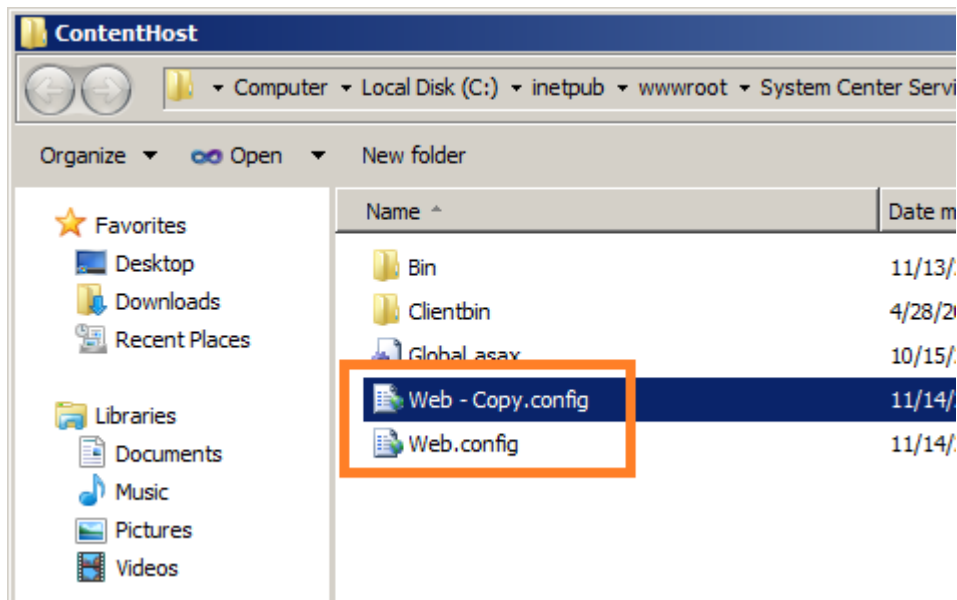 ContentHost
Computer Local Disk (C:) inetpub wwwroot System Center Servi
Organize Open New folder
Name Date m
Favorites
Desktop
Downloads
Recent Places
Libraries
Documents
Music
Pictures
Videos
Bin 11/13/
Clientbin 4/28/20
Global.asax 10/15/
Web - Copy.config 11/14/
Web.config 11/14/